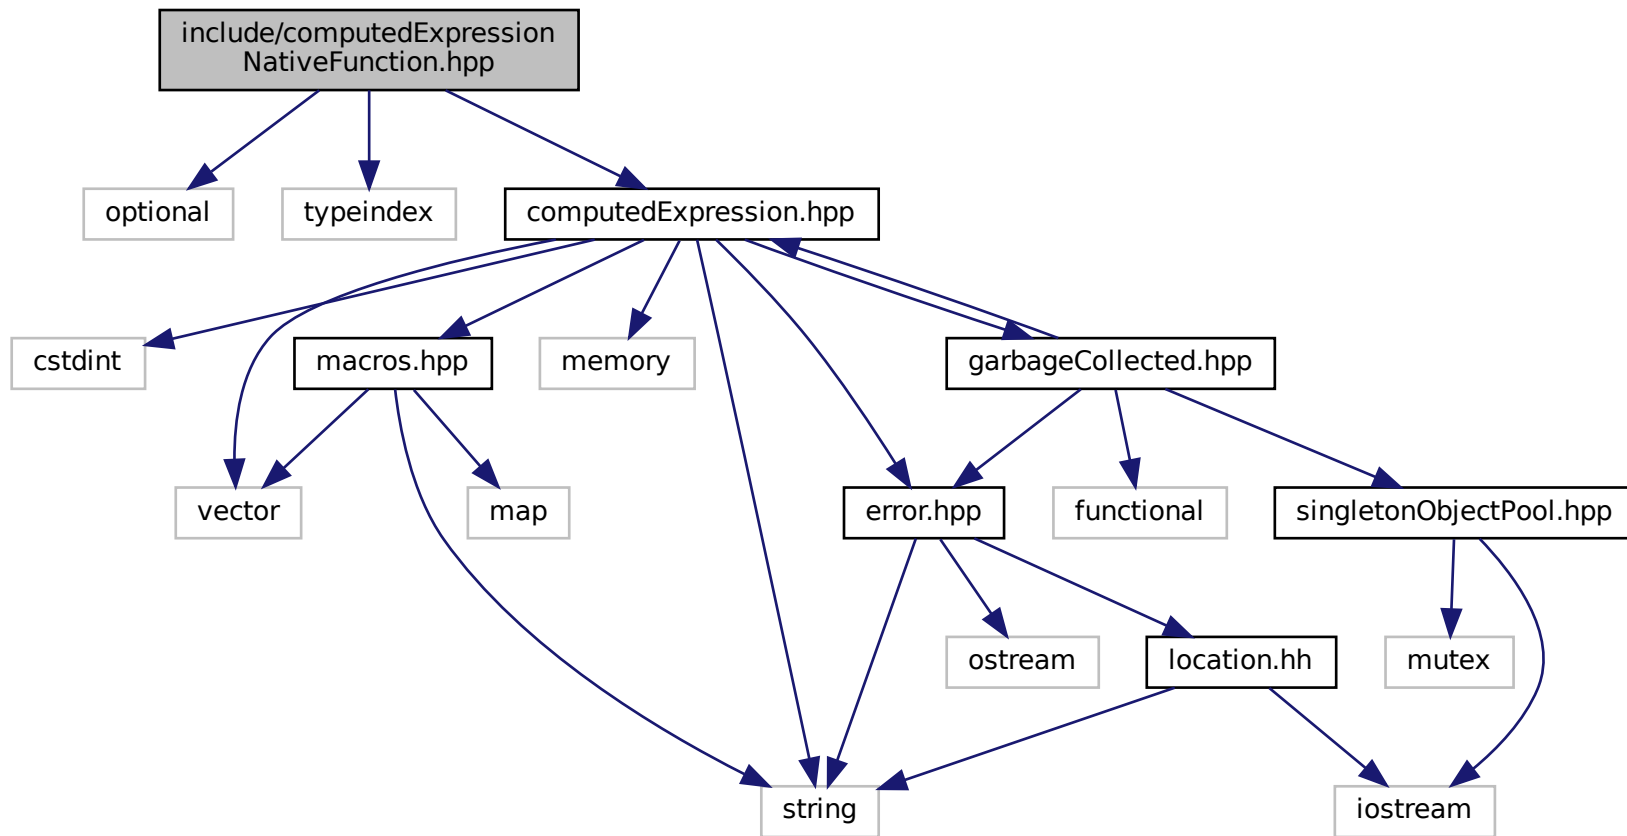 include/computedExpression
NativeFunction.hpp
optional
typeindex
computedExpression.hpp
cstdint
macros.hpp
memory
garbageCollected.hpp
vector
map
error.hpp
functional
singletonObjectPool.hpp
ostream
location.hh
mutex
string
iostream